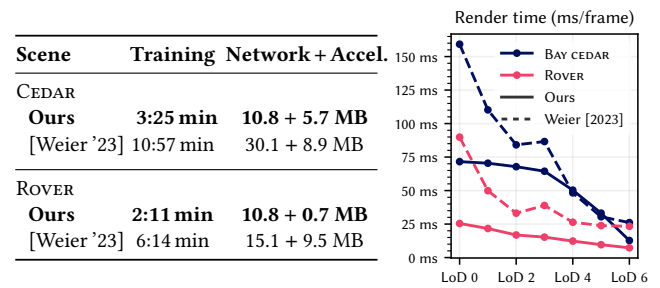 Scene Training Network + Accel.
CEDAR
Ours 3:25 min 10.8 + 5.7 MB
[Weier '23] 10:57 min 30.1 + 8.9 MB
ROVER
Ours 2:11 min 10.8 + 0.7 MB
[Weier '23] 6:14 min 15.1 + 9.5 MB
Render time (ms/frame)
150 ms
125 ms
100 ms
75 ms
50 ms
25 ms
0 ms
BAY CEDAR
ROVER
Ours
Weier [2023]
LoD 0 LoD 2 LoD 4 LoD 6